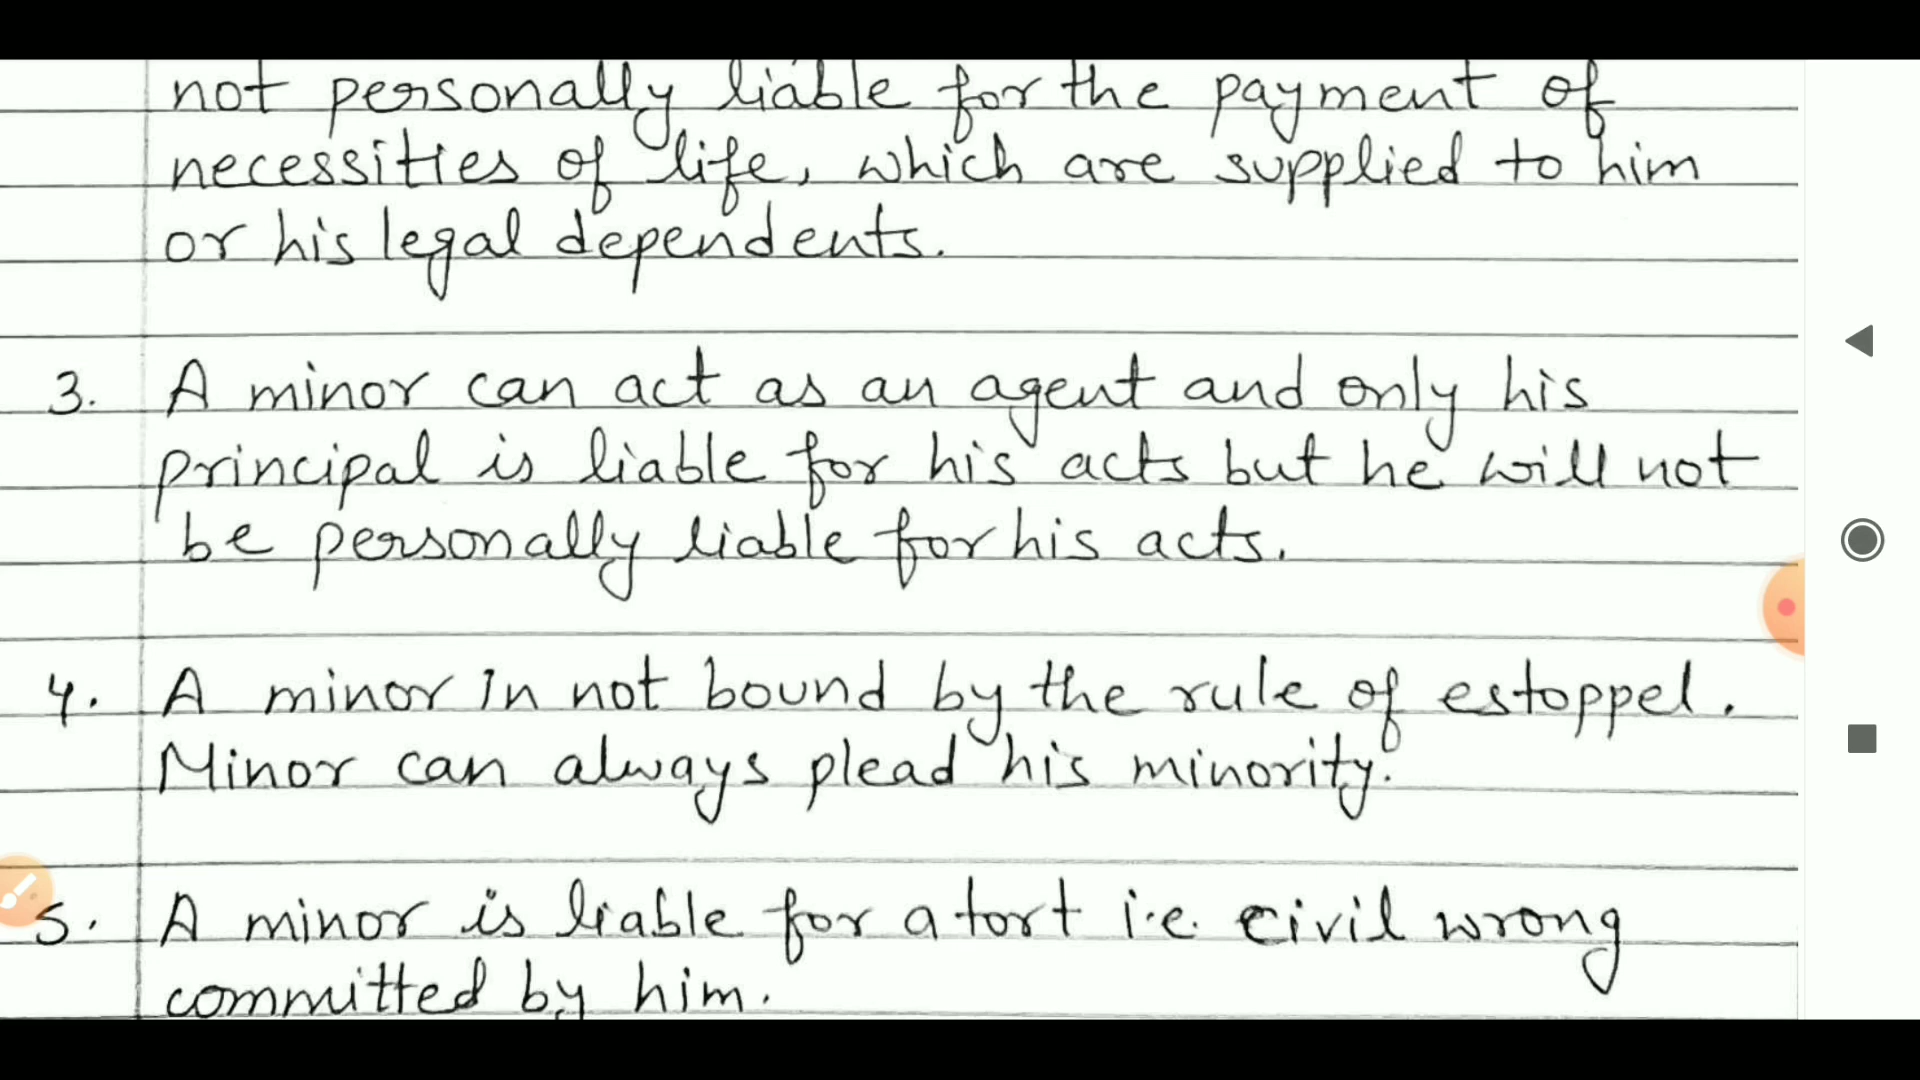 not personally liable for the payment of
necessities of life, which are supplied to him
or his legal dependents.
3. A minor can act as an agent and only his
principal is liable for his acts but he will not
be personally liable for his acts.
4. A minor in not bound by the rule of estoppel.
Minor can always plead his minority.
5. A minor is liable for a tort i.e. civil wrong
committed by him.